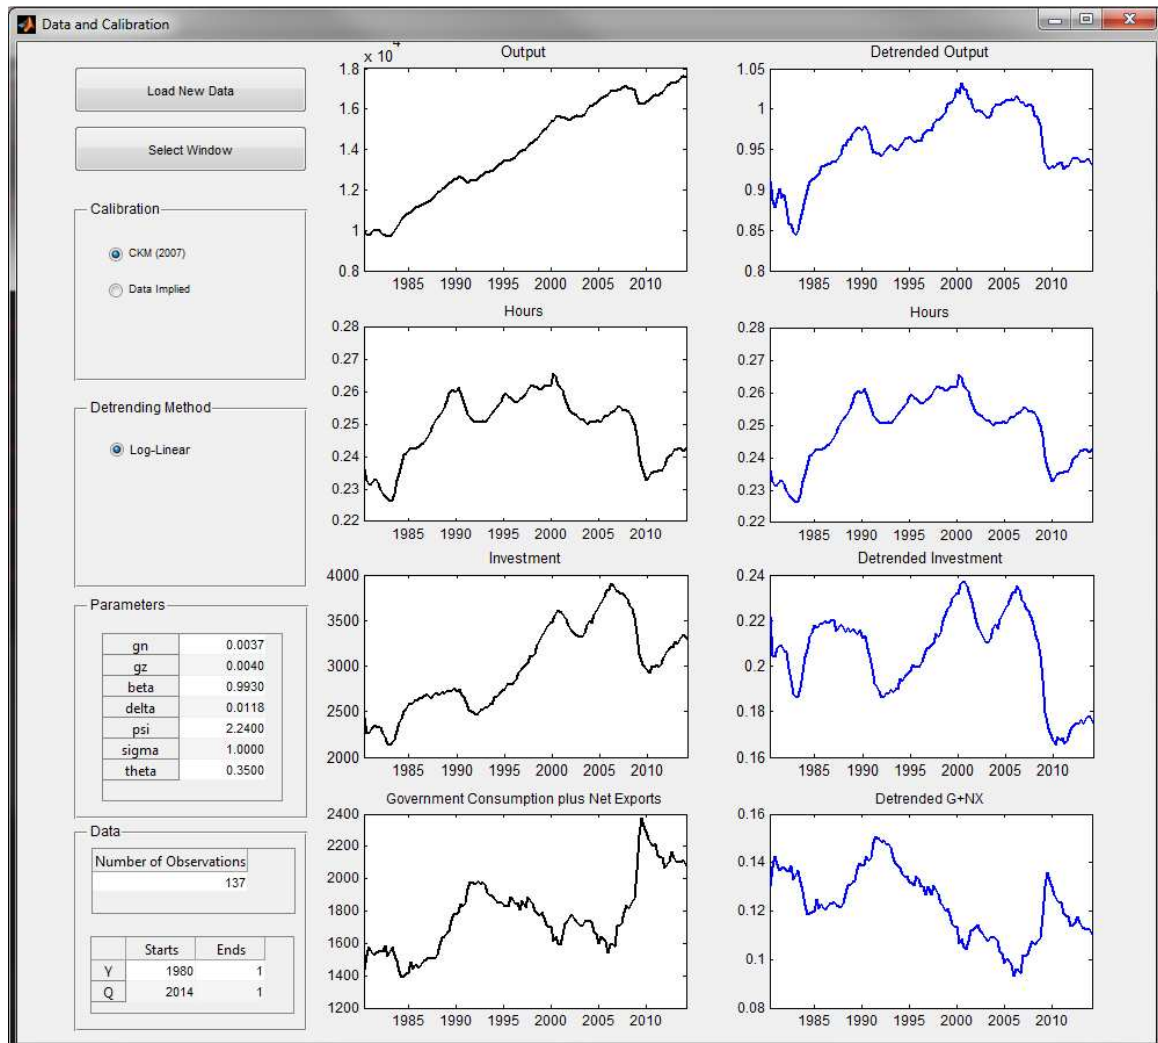 Data and Calibration
Load New Data
Select Window
Calibration
CKM (2007)
Data Implied
Detrending Method
Log-Linear
Parameters
gn 0.0037
gz 0.0040
beta 0.9930
delta 0.0118
psi 2.2400
sigma 1.0000
theta 0.3500
Data
Number of Observations
137
Starts Ends
Y 1980 1
Q 2014 1
Output
x 10⁴
1.8
1.6
1.4
1.2
1
0.8
1985 1990 1995 2000 2005 2010
Detrended Output
1.05
1
0.95
0.9
0.85
0.8
1985 1990 1995 2000 2005 2010
Hours
0.28
0.27
0.26
0.25
0.24
0.23
0.22
1985 1990 1995 2000 2005 2010
Hours
0.28
0.27
0.26
0.25
0.24
0.23
0.22
1985 1990 1995 2000 2005 2010
Investment
4000
3500
3000
2500
2000
1985 1990 1995 2000 2005 2010
Detrended Investment
0.24
0.22
0.2
0.18
0.16
1985 1990 1995 2000 2005 2010
Government Consumption plus Net Exports
2400
2200
2000
1800
1600
1400
1200
1985 1990 1995 2000 2005 2010
Detrended G+NX
0.16
0.14
0.12
0.1
0.08
1985 1990 1995 2000 2005 2010